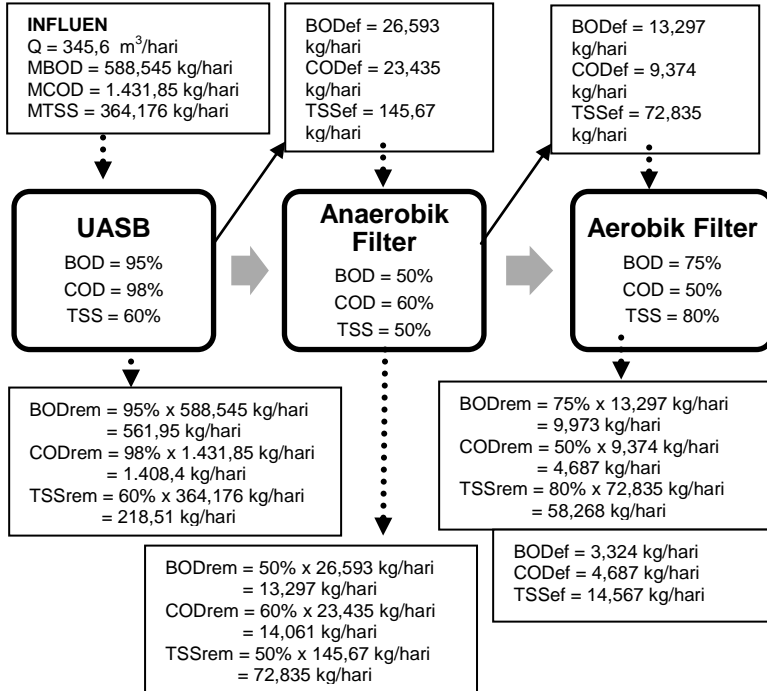 INFLUEN
Q = 345,6 m³/hari
MBOD = 588,545 kg/hari
MCOD = 1.431,85 kg/hari
MTSS = 364,176 kg/hari
BODef = 26,593
kg/hari
CODef = 23,435
kg/hari
TSSef = 145,67
kg/hari
BODef = 13,297
kg/hari
CODef = 9,374
kg/hari
TSSef = 72,835
kg/hari
UASB
BOD = 95%
COD = 98%
TSS = 60%
Anaerobik
Filter
BOD = 50%
COD = 60%
TSS = 50%
Aerobik Filter
BOD = 75%
COD = 50%
TSS = 80%
BODrem = 95% x 588,545 kg/hari
= 561,95 kg/hari
CODrem = 98% x 1.431,85 kg/hari
= 1.408,4 kg/hari
TSSrem = 60% x 364,176 kg/hari
= 218,51 kg/hari
BODrem = 50% x 26,593 kg/hari
= 13,297 kg/hari
CODrem = 60% x 23,435 kg/hari
= 14,061 kg/hari
TSSrem = 50% x 145,67 kg/hari
= 72,835 kg/hari
BODrem = 75% x 13,297 kg/hari
= 9,973 kg/hari
CODrem = 50% x 9,374 kg/hari
= 4,687 kg/hari
TSSrem = 80% x 72,835 kg/hari
= 58,268 kg/hari
BODef = 3,324 kg/hari
CODef = 4,687 kg/hari
TSSef = 14,567 kg/hari